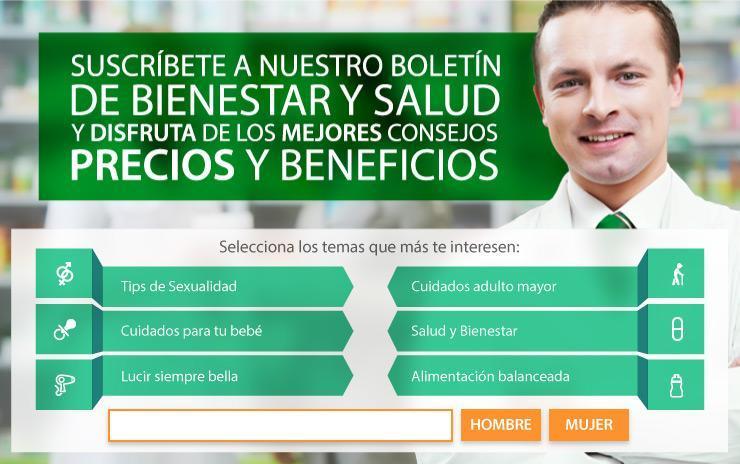 SUSCRÍBETE A NUESTRO BOLETÍN
DE BIENESTAR Y SALUD
Y DISFRUTA DE LOS MEJORES CONSEJOS
PRECIOS Y BENEFICIOS
Selecciona los temas que más te interesen:
Tips de Sexualidad
Cuidados adulto mayor
Cuidados para tu bebé
Salud y Bienestar
Lucir siempre bella
Alimentación balanceada
HOMBRE
MUJER